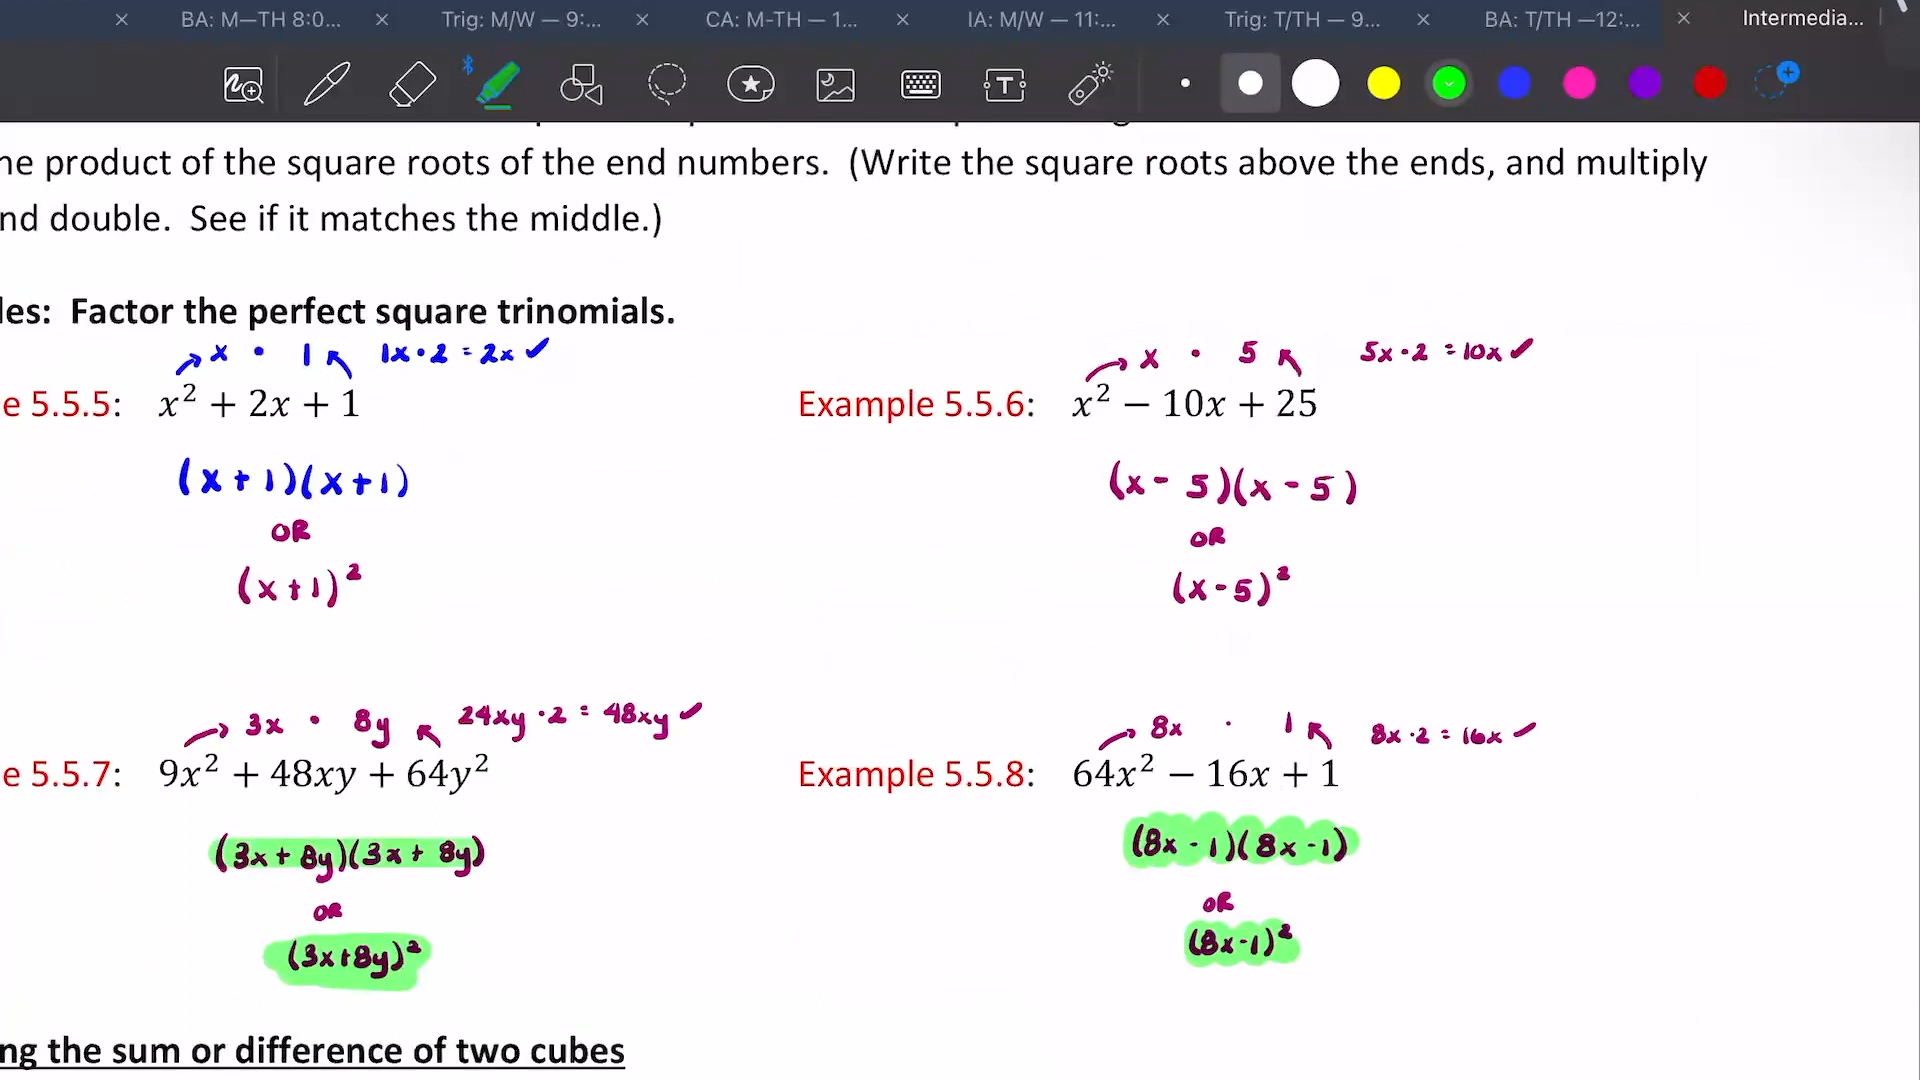 BA: M—TH 8:0... Trig: M/W — 9:... CA: M-TH — 1... IA: M/W — 11:... Trig: T/TH — 9... BA: T/TH —12:... Intermedia...
T
he product of the square roots of the end numbers. (Write the square roots above the ends, and multiply
nd double. See if it matches the middle.)
les: Factor the perfect square trinomials.
x • 1 1x•2 = 2x ✓
e 5.5.5: x² + 2x + 1
(x+1)(x+1)
OR
(x+1)²
x • 5 5x•2 = 10x ✓
Example 5.5.6: x² − 10x + 25
(x - 5)(x - 5)
OR
(x-5)²
3x • 8y 24xy •2 = 48xy ✓
e 5.5.7: 9x² + 48xy + 64y²
(3x + 8y)(3x + 8y)
OR
(3x+8y)²
8x • 1 8x •2 = 16x ✓
Example 5.5.8: 64x² − 16x + 1
(8x - 1)(8x -1)
OR
(8x-1)²
ng the sum or difference of two cubes